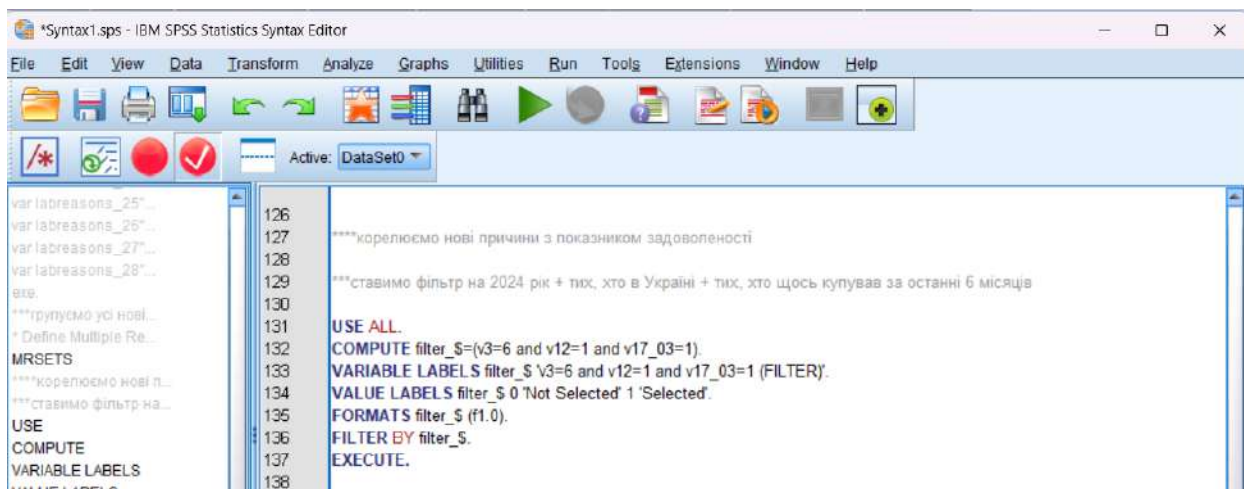 *Syntax1.sps - IBM SPSS Statistics Syntax Editor
File Edit View Data Transform Analyze Graphs Utilities Run Tools Extensions Window Help
Active: DataSet0
var labreasons_25"...
var labreasons_26"...
var labreasons_27"...
var labreasons_28"...
exe.
***групуємо усі нові...
* Define Multiple Re...
MRSETS
****корелюємо нові п...
***ставимо фільтр на...
USE
COMPUTE
VARIABLE LABELS
VALUE LABELS
126
127 ****корелюємо нові причини з показником задоволеності
128
129 ***ставимо фільтр на 2024 рік + тих, хто в Україні + тих, хто щось купував за останні 6 місяців
130
131 USE ALL.
132 COMPUTE filter_$=(v3=6 and v12=1 and v17_03=1).
133 VARIABLE LABELS filter_$ 'v3=6 and v12=1 and v17_03=1 (FILTER)'.
134 VALUE LABELS filter_$ 0 'Not Selected' 1 'Selected'.
135 FORMATS filter_$ (f1.0).
136 FILTER BY filter_$.
137 EXECUTE.
138